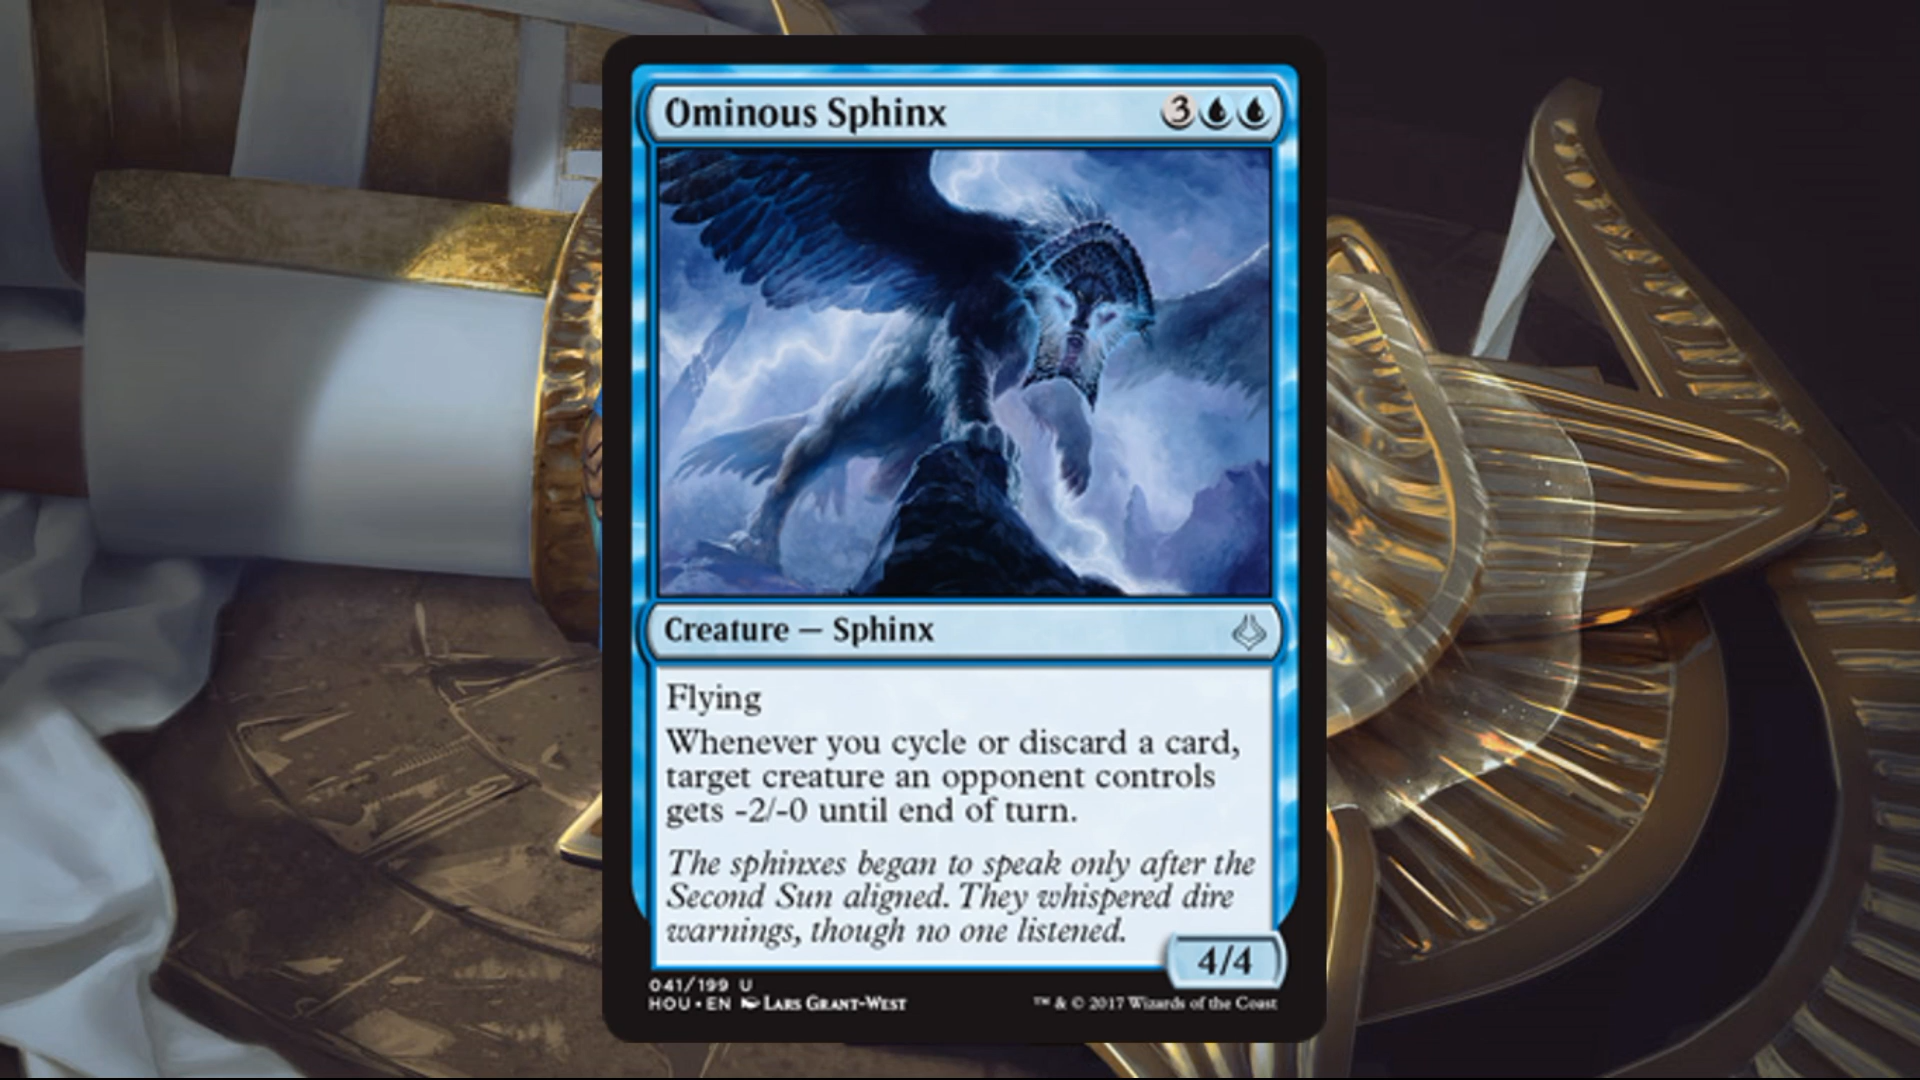 Ominous Sphinx 3
Creature — Sphinx
Flying
Whenever you cycle or discard a card,
target creature an opponent controls
gets -2/-0 until end of turn.
The sphinxes began to speak only after the
Second Sun aligned. They whispered dire
warnings, though no one listened.
4/4
041/199 U
HOU • EN LARS GRANT-WEST
™ & © 2017 Wizards of the Coast